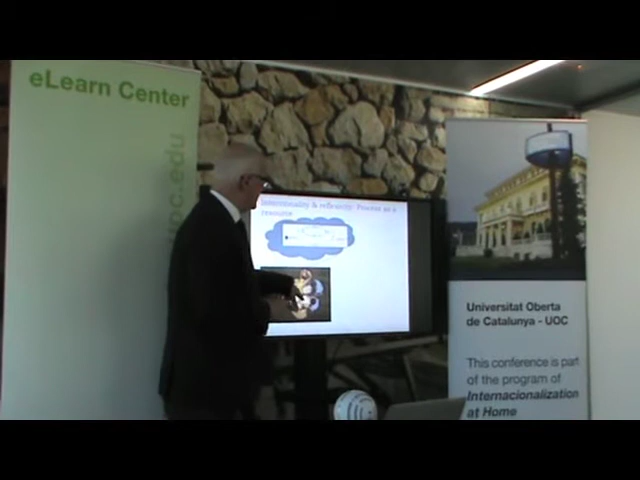 eLearn Center
uoc.edu
Intentionality & reflexivity: Process as a
resource
Universitat Oberta
de Catalunya - UOC
This conference is part
of the program of
Internacionalization
at Home